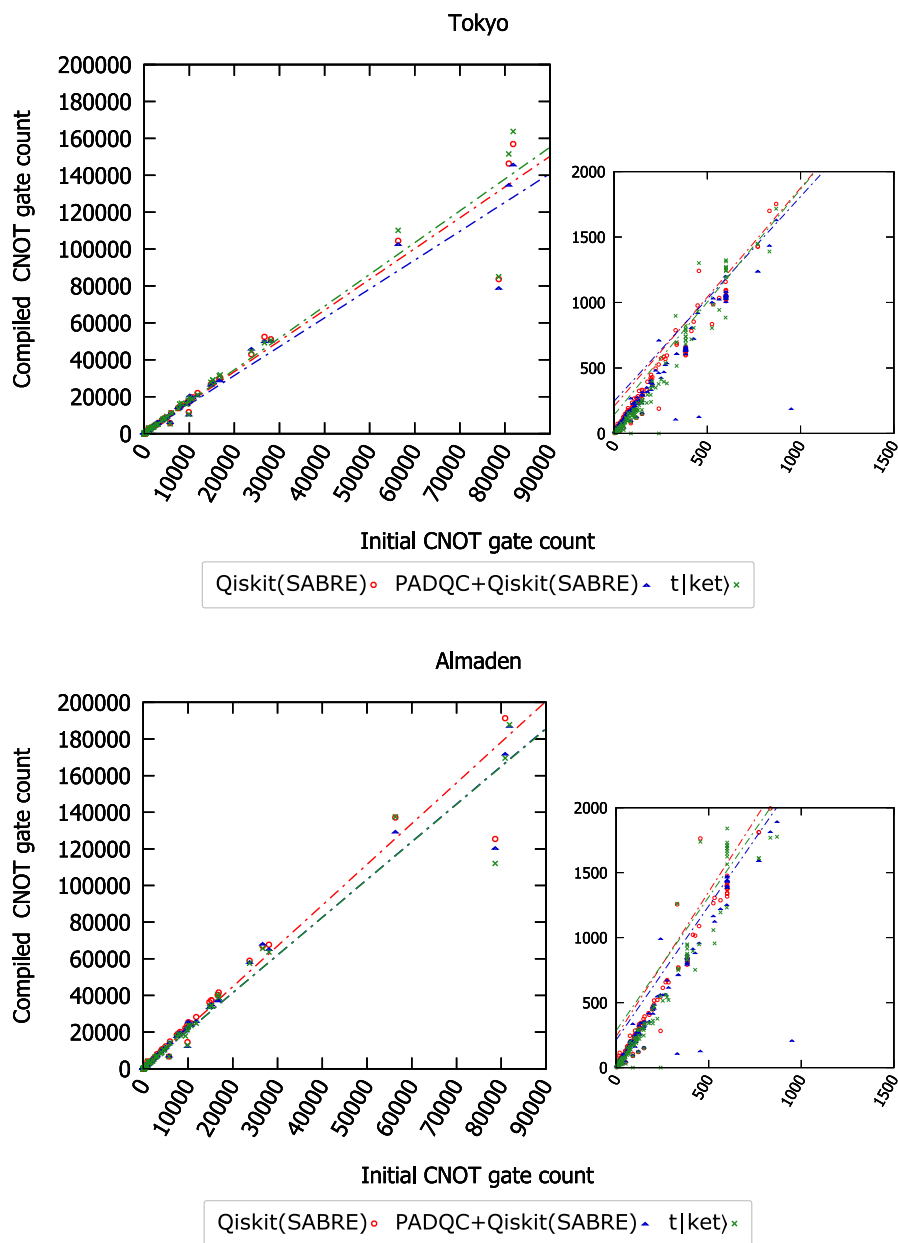 Tokyo
200000
180000
160000
140000
120000
100000
80000
60000
40000
20000
0
Compiled CNOT gate count
0 10000 20000 30000 40000 50000 60000 70000 80000 90000
2000
1500
1000
500
0
0 500 1000 1500
Initial CNOT gate count
Qiskit(SABRE) PADQC+Qiskit(SABRE) t|ket⟩
Almaden
200000
180000
160000
140000
120000
100000
80000
60000
40000
20000
0
Compiled CNOT gate count
0 10000 20000 30000 40000 50000 60000 70000 80000 90000
2000
1500
1000
500
0
0 500 1000 1500
Initial CNOT gate count
Qiskit(SABRE) PADQC+Qiskit(SABRE) t|ket⟩